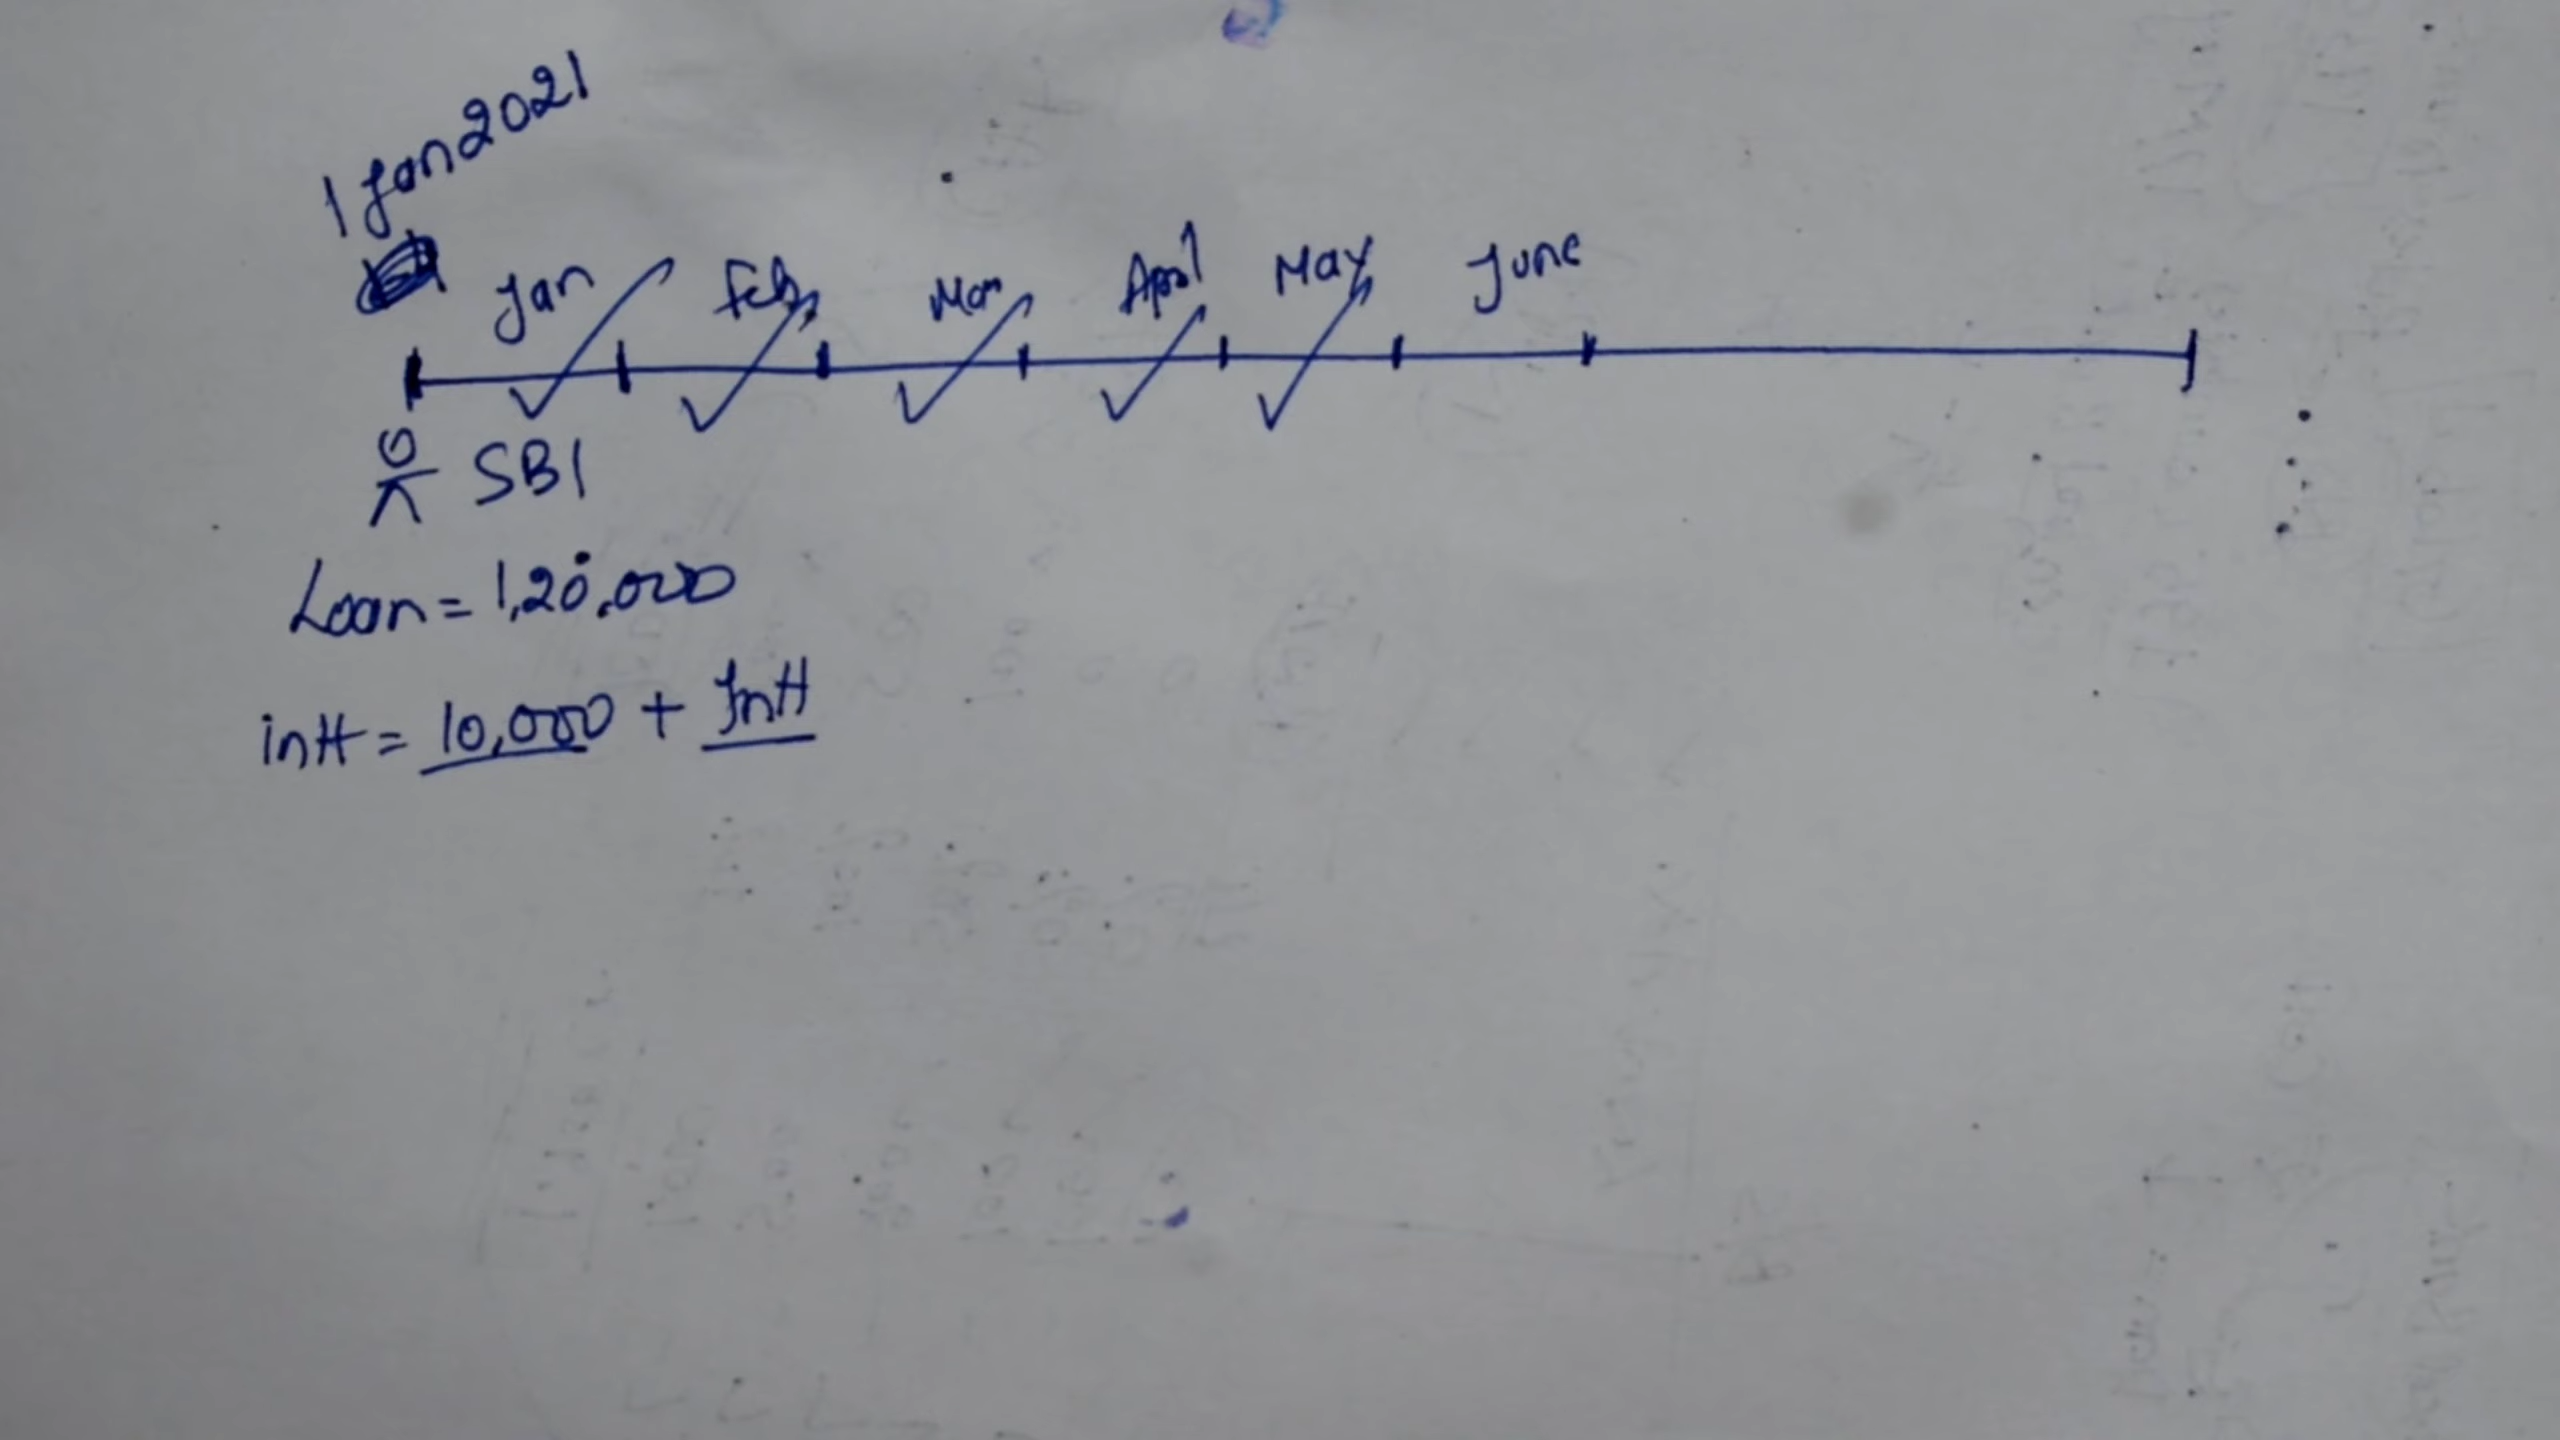 1 Jan 2021
Jan Feb Mar April May June
SBI
Loan = 1,20,000
intt = 10,000 + Intt